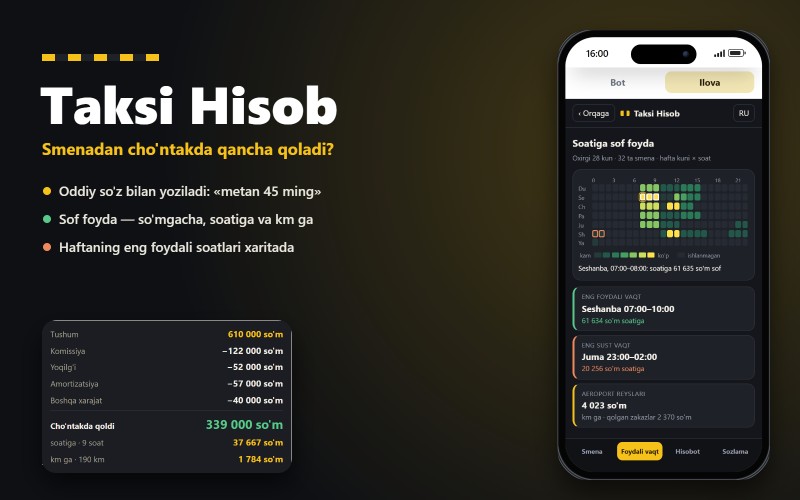 Taksi Hisob
Smenadan cho'ntakda qancha qoladi?
Oddiy so'z bilan yoziladi: «metan 45 ming»
Sof foyda — so'mgacha, soatiga va km ga
Haftaning eng foydali soatlari xaritada
Tushum 610 000 so'm
Komissiya −122 000 so'm
Yoqilg'i −52 000 so'm
Amortizatsiya −57 000 so'm
Boshqa xarajat −40 000 so'm
Cho'ntakda qoldi 339 000 so'm
soatiga · 9 soat 37 667 so'm
km ga · 190 km 1 784 so'm
16:00
Bot Ilova
‹ Orqaga Taksi Hisob RU
Soatiga sof foyda
Oxirgi 28 kun · 32 ta smena · hafta kuni × soat
0 3 6 9 12 15 18 21
Du
Se
Ch
Pa
Ju
Sh
Ya
kam ko'p ishlanmagan
Seshanba, 07:00–08:00: soatiga 61 635 so'm sof
ENG FOYDALI VAQT
Seshanba 07:00–10:00
61 634 so'm soatiga
ENG SUST VAQT
Juma 23:00–02:00
20 256 so'm soatiga
AEROPORT REYSLARI
4 023 so'm
km ga · qolgan zakazlar 2 370 so'm
Smena Foydali vaqt Hisobot Sozlama